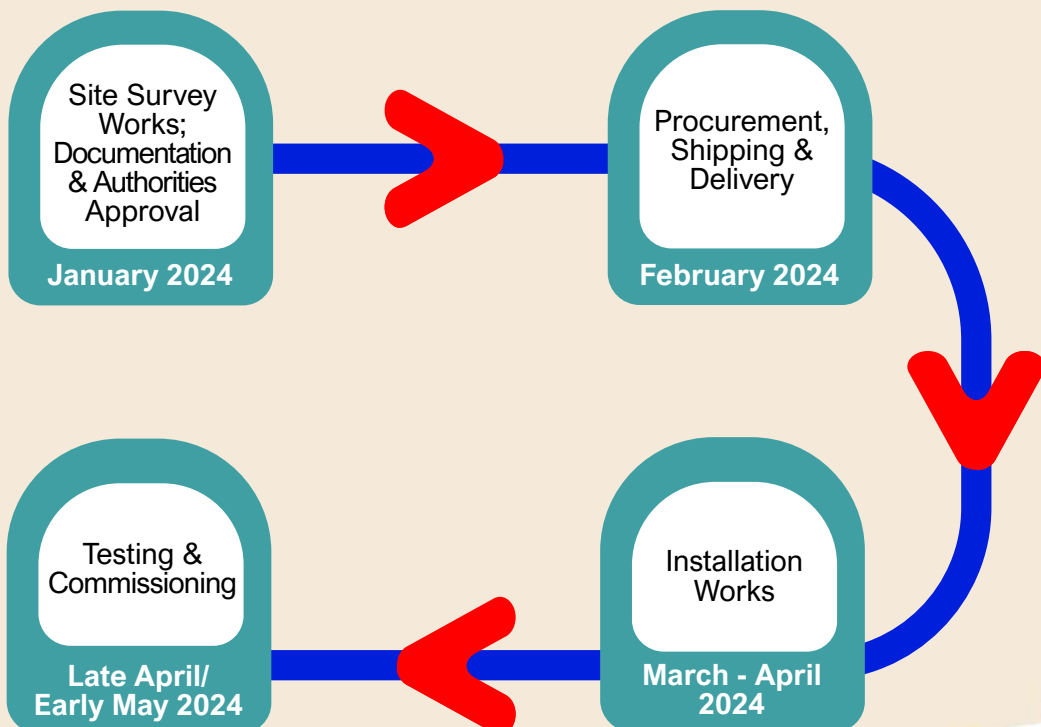 Site Survey
Works;
Documentation
& Authorities
Approval
January 2024
Procurement,
Shipping &
Delivery
February 2024
Installation
Works
March - April
2024
Testing &
Commissioning
Late April/
Early May 2024